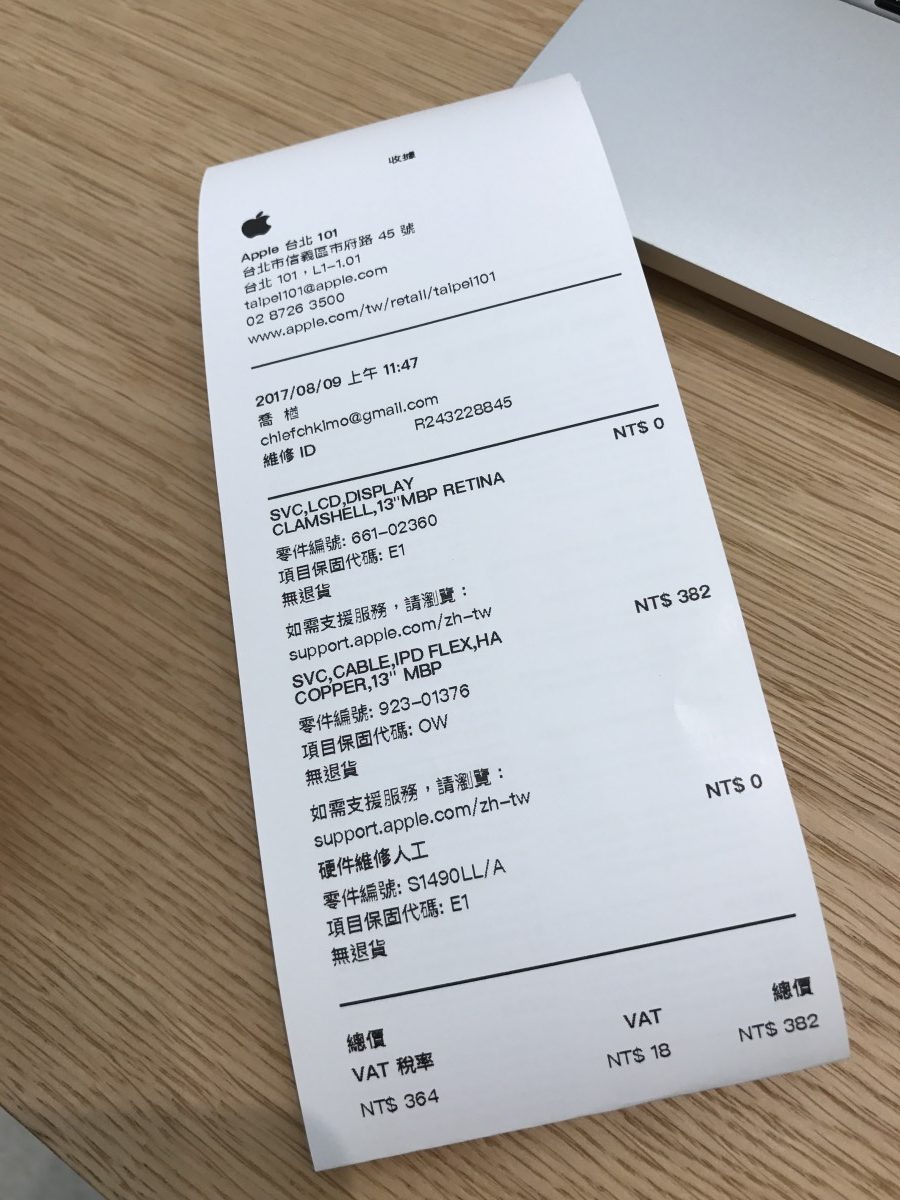 收據
Apple 台北 101
台北市信義區市府路 45 號
台北 101，L1-1.01
taipei101@apple.com
02 8726 3500
www.apple.com/tw/retail/taipei101
2017/08/09 上午 11:47
喬 楢
chiefchkimo@gmail.com
維修 ID R243228845
NT$ 0
SVC,LCD,DISPLAY
CLAMSHELL,13"MBP RETINA
零件編號: 661-02360
項目保固代碼: E1
無退貨
如需支援服務，請瀏覽：
support.apple.com/zh-tw
NT$ 382
SVC,CABLE,IPD FLEX,HA
COPPER,13" MBP
零件編號: 923-01376
項目保固代碼: OW
無退貨
如需支援服務，請瀏覽：
support.apple.com/zh-tw
NT$ 0
硬件維修人工
零件編號: S1490LL/A
項目保固代碼: E1
無退貨
總價 VAT 總價
VAT 稅率
NT$ 364 NT$ 18 NT$ 382